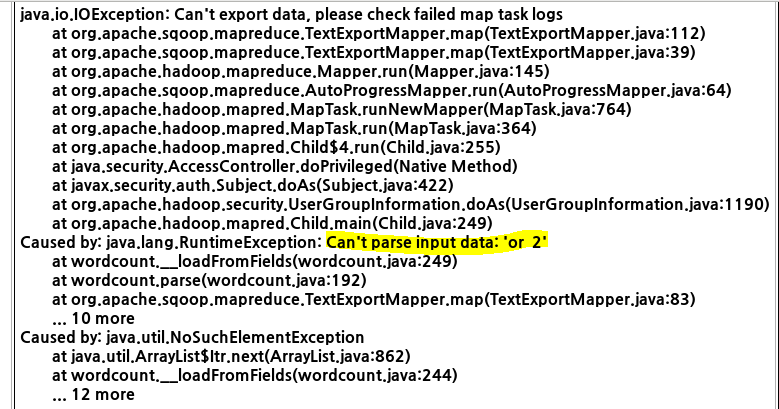 java.io.IOException: Can't export data, please check failed map task logs
at org.apache.sqoop.mapreduce.TextExportMapper.map(TextExportMapper.java:112)
at org.apache.sqoop.mapreduce.TextExportMapper.map(TextExportMapper.java:39)
at org.apache.hadoop.mapreduce.Mapper.run(Mapper.java:145)
at org.apache.sqoop.mapreduce.AutoProgressMapper.run(AutoProgressMapper.java:64)
at org.apache.hadoop.mapred.MapTask.runNewMapper(MapTask.java:764)
at org.apache.hadoop.mapred.MapTask.run(MapTask.java:364)
at org.apache.hadoop.mapred.Child$4.run(Child.java:255)
at java.security.AccessController.doPrivileged(Native Method)
at javax.security.auth.Subject.doAs(Subject.java:422)
at org.apache.hadoop.security.UserGroupInformation.doAs(UserGroupInformation.java:1190)
at org.apache.hadoop.mapred.Child.main(Child.java:249)
Caused by: java.lang.RuntimeException: Can't parse input data: 'or  2'
at wordcount.__loadFromFields(wordcount.java:249)
at wordcount.parse(wordcount.java:192)
at org.apache.sqoop.mapreduce.TextExportMapper.map(TextExportMapper.java:83)
... 10 more
Caused by: java.util.NoSuchElementException
at java.util.ArrayList$Itr.next(ArrayList.java:862)
at wordcount.__loadFromFields(wordcount.java:244)
... 12 more